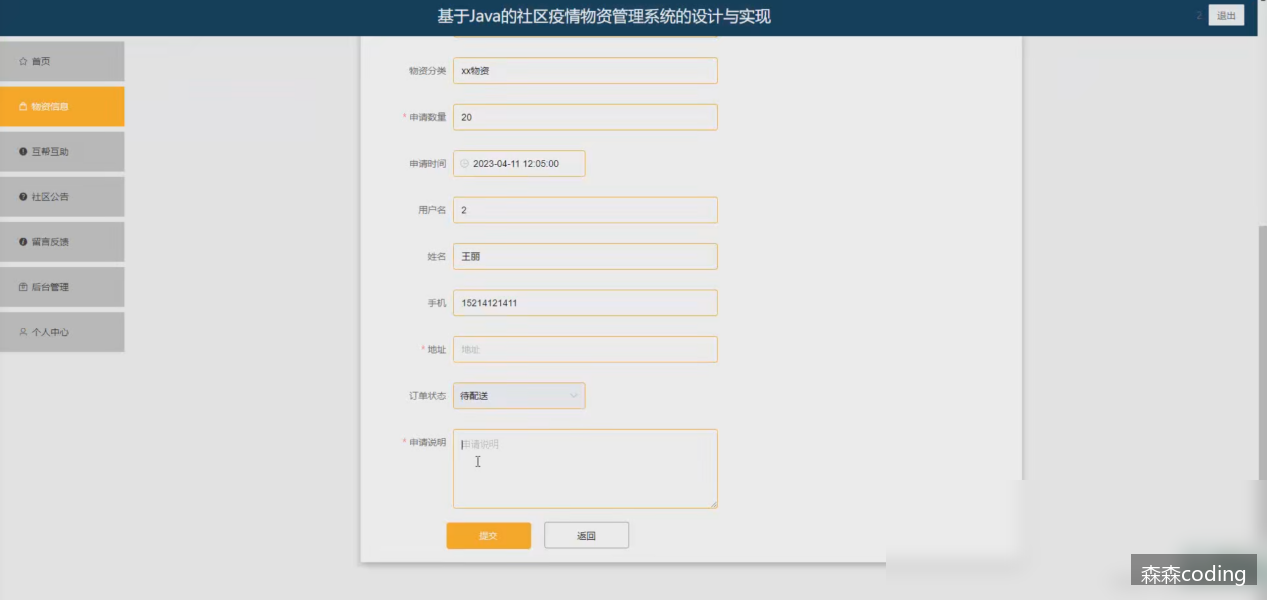 基于Java的社区疫情物资管理系统的设计与实现
2 退出
首页
物资信息
互帮互助
社区公告
留言反馈
后台管理
个人中心
物资分类 xx物资
* 申请数量 20
申请时间 2023-04-11 12:05:00
用户名 2
姓名 王丽
手机 15214121411
* 地址 地址
订单状态 待配送
* 申请说明 申请说明
提交 返回
森森coding